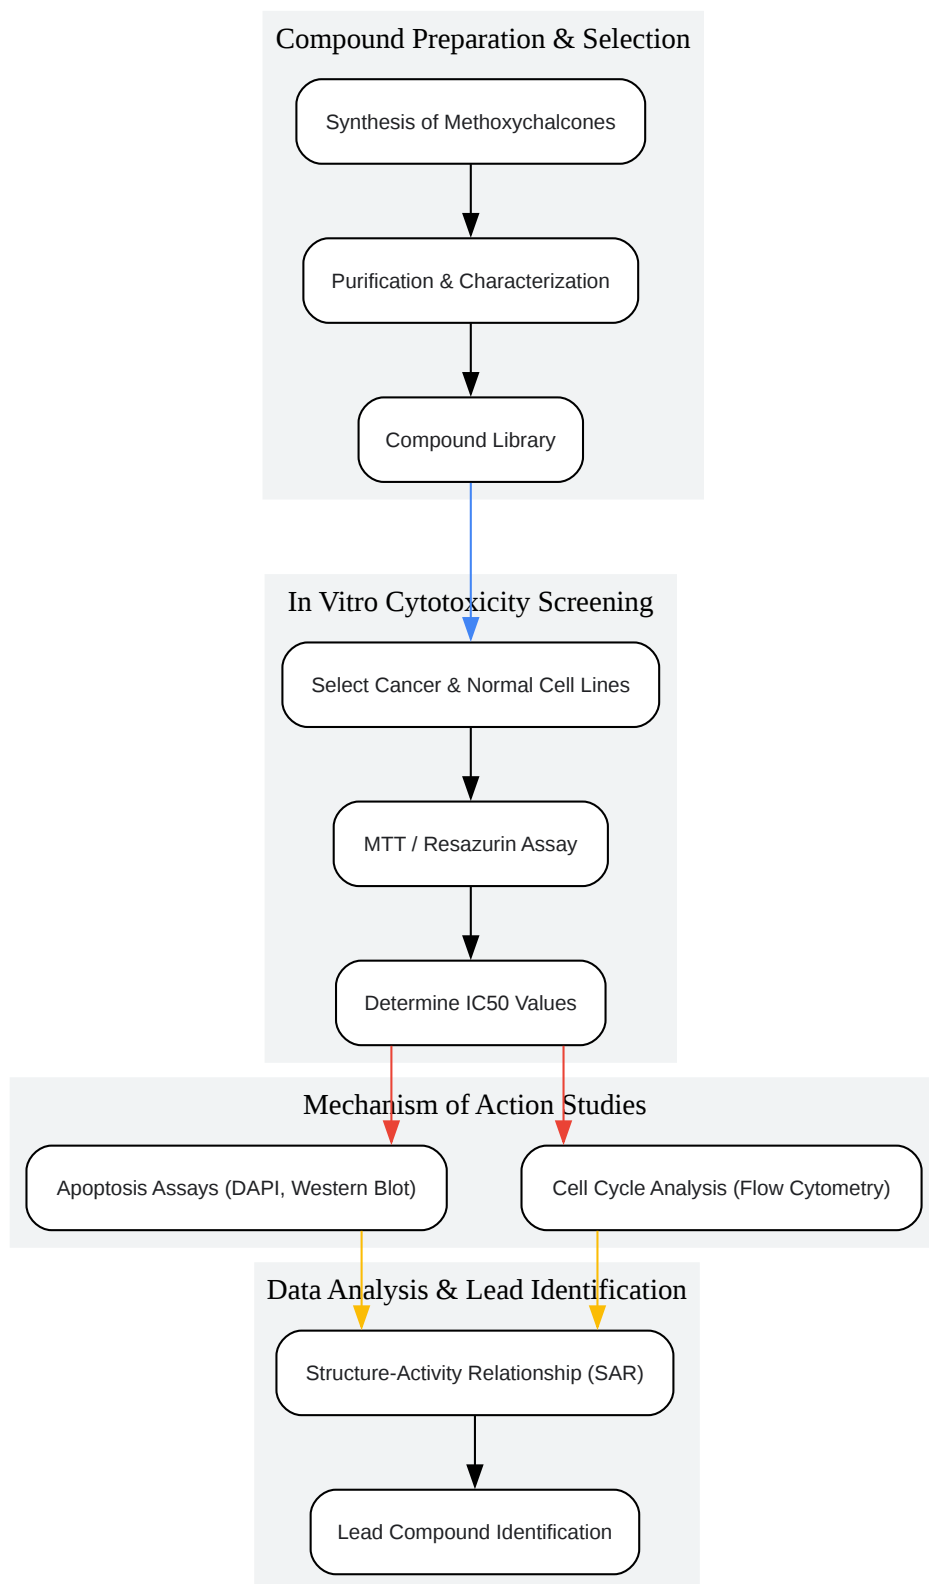 Compound Preparation & Selection
Synthesis of Methoxychalcones
Purification & Characterization
Compound Library
In Vitro Cytotoxicity Screening
Select Cancer & Normal Cell Lines
MTT / Resazurin Assay
Determine IC50 Values
Mechanism of Action Studies
Apoptosis Assays (DAPI, Western Blot)
Cell Cycle Analysis (Flow Cytometry)
Data Analysis & Lead Identification
Structure-Activity Relationship (SAR)
Lead Compound Identification